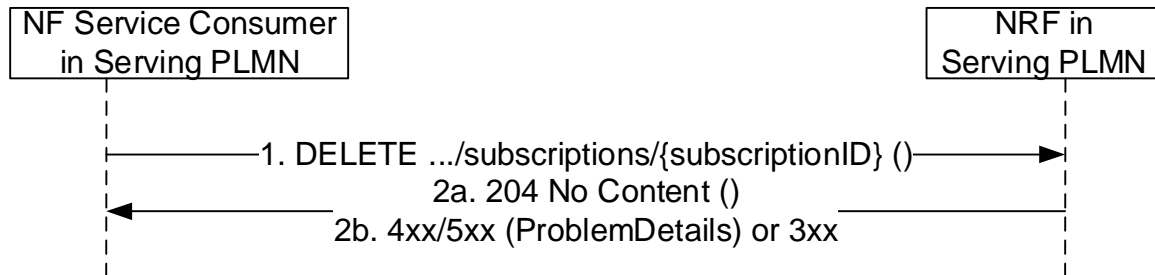 NF Service Consumer
in Serving PLMN
NRF in
Serving PLMN
1. DELETE .../subscriptions/{subscriptionID} ()
2a. 204 No Content ()
2b. 4xx/5xx (ProblemDetails) or 3xx